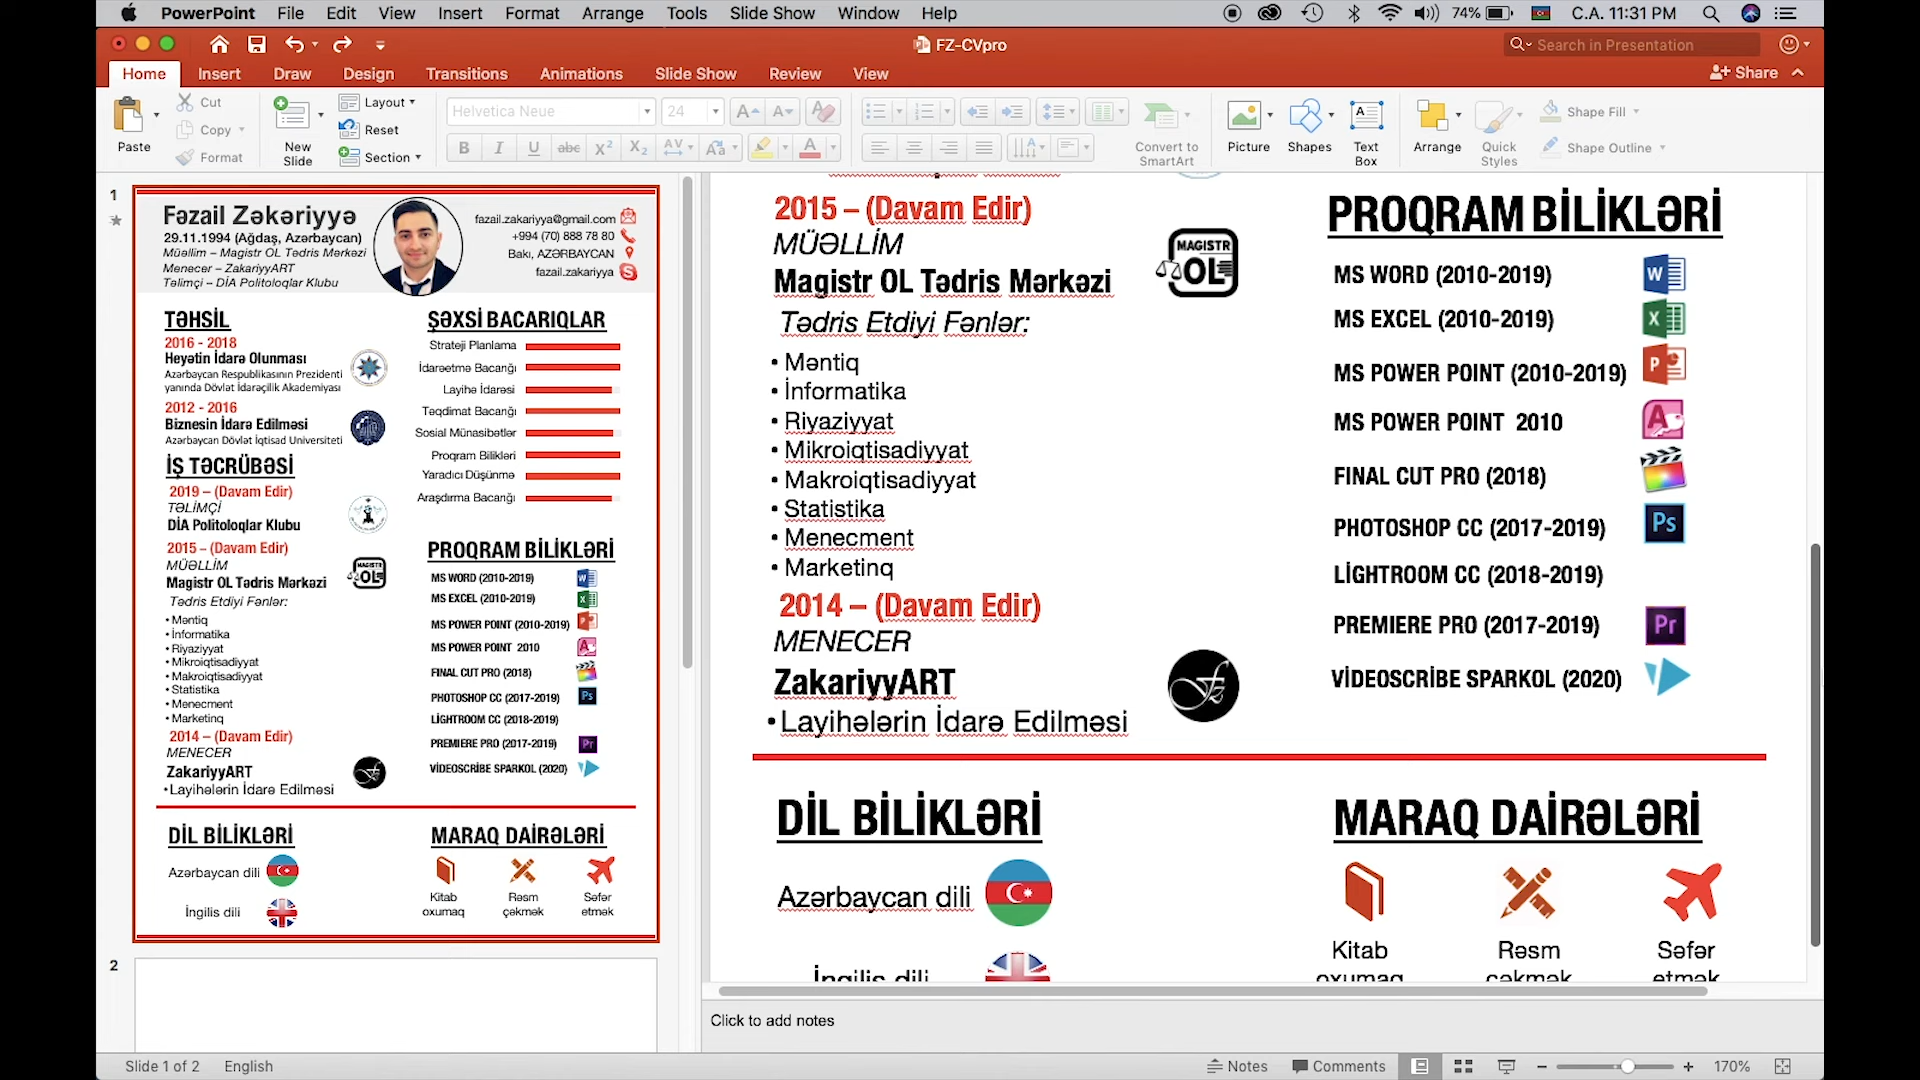 PowerPoint File Edit View Insert Format Arrange Tools Slide Show Window Help 74% C.A. 11:31 PM
FZ-CVpro
Search in Presentation
Home Insert Draw Design Transitions Animations Slide Show Review View Share
Paste
Cut
Copy
Format
New Slide
Layout
Reset
Section
Helvetica Neue 24
Convert to SmartArt
Picture
Shapes
Text Box
Arrange
Quick Styles
Shape Fill
Shape Outline
1
Fəzail Zəkəriyyə
29.11.1994 (Ağdaş, Azərbaycan)
Müəllim – Magistr OL Tədris Mərkəzi
Menecer – ZakariyyART
Təlimçi – DİA Politoloqlar Klubu
fazail.zakariyya@gmail.com
+994 (70) 888 78 80
Bakı, AZƏRBAYCAN
fazail.zakariyya
TƏHSİL
2016 - 2018
Heyətin İdarə Olunması
Azərbaycan Respublikasının Prezidenti
yanında Dövlət İdarəçilik Akademiyası
2012 - 2016
Biznesin İdarə Edilməsi
Azərbaycan Dövlət İqtisad Universiteti
İŞ TƏCRÜBƏSİ
2019 – (Davam Edir)
TƏLİMÇİ
DİA Politoloqlar Klubu
2015 – (Davam Edir)
MÜƏLLİM
Magistr OL Tədris Mərkəzi
MAGISTR
OL
Tədris Etdiyi Fənlər:
• Məntiq
• İnformatika
• Riyaziyyat
• Mikroiqtisadiyyat
• Makroiqtisadiyyat
• Statistika
• Menecment
• Marketinq
2014 – (Davam Edir)
MENECER
ZakariyyART
• Layihələrin İdarə Edilməsi
ŞƏXSİ BACARIQLAR
Strateji Planlama
İdarəetmə Bacarığı
Layihə İdarəsi
Təqdimat Bacarığı
Sosial Münasibətlər
Proqram Bilikləri
Yaradıcı Düşünmə
Araşdırma Bacarığı
PROQRAM BİLİKLƏRİ
MS WORD (2010-2019)
MS EXCEL (2010-2019)
MS POWER POINT (2010-2019)
MS POWER POINT 2010
FINAL CUT PRO (2018)
PHOTOSHOP CC (2017-2019)
LİGHTROOM CC (2018-2019)
PREMIERE PRO (2017-2019)
VİDEOSCRİBE SPARKOL (2020)
DİL BİLİKLƏRİ
Azərbaycan dili
İngilis dili
MARAQ DAİRƏLƏRİ
Kitab oxumaq
Rəsm çəkmək
Səfər etmək
2
2015 – (Davam Edir)
MÜƏLLİM
Magistr OL Tədris Mərkəzi
MAGISTR
OL
Tədris Etdiyi Fənlər:
• Məntiq
• İnformatika
• Riyaziyyat
• Mikroiqtisadiyyat
• Makroiqtisadiyyat
• Statistika
• Menecment
• Marketinq
2014 – (Davam Edir)
MENECER
ZakariyyART
• Layihələrin İdarə Edilməsi
PROQRAM BİLİKLƏRİ
MS WORD (2010-2019)
MS EXCEL (2010-2019)
MS POWER POINT (2010-2019)
MS POWER POINT 2010
FINAL CUT PRO (2018)
PHOTOSHOP CC (2017-2019) Ps
LİGHTROOM CC (2018-2019)
PREMIERE PRO (2017-2019) Pr
VİDEOSCRİBE SPARKOL (2020)
DİL BİLİKLƏRİ
Azərbaycan dili
İngilis dili
MARAQ DAİRƏLƏRİ
Kitab oxumaq
Rəsm çəkmək
Səfər etmək
Click to add notes
Slide 1 of 2 English Notes Comments 170%